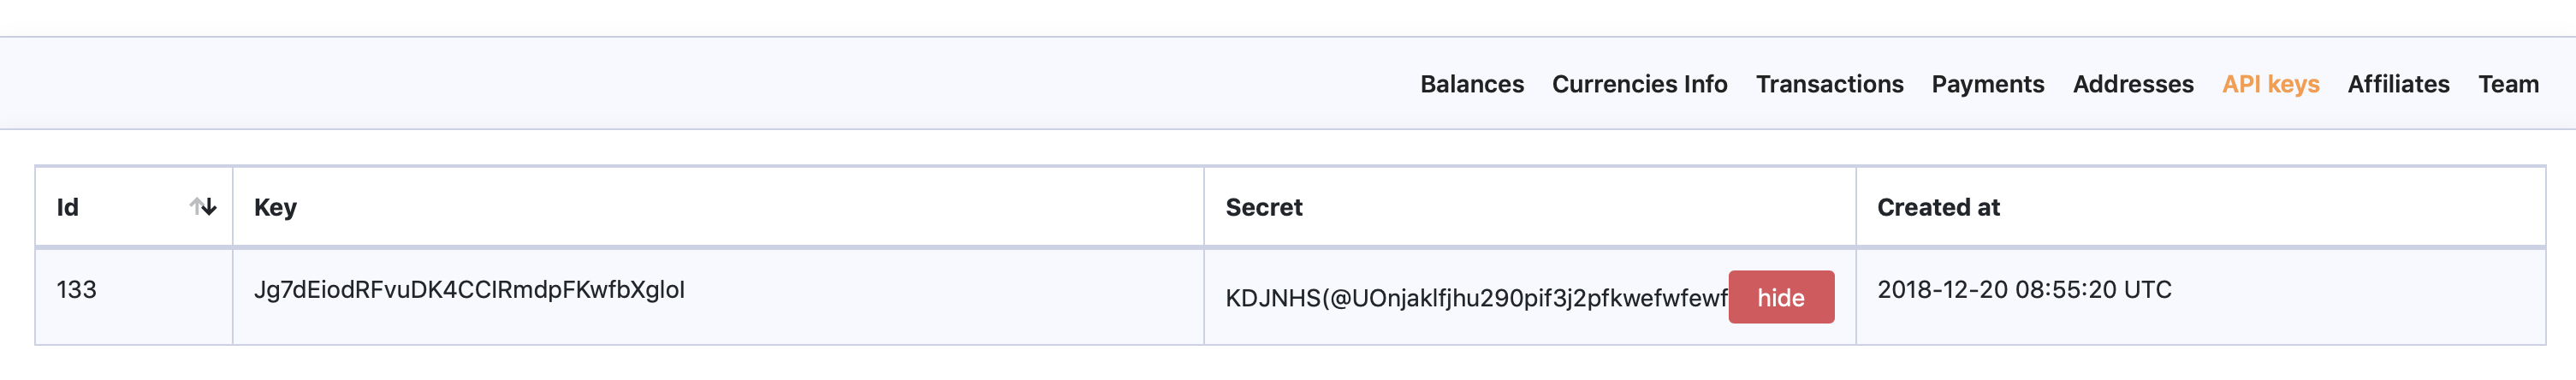 Balances Currencies Info Transactions Payments Addresses API keys Affiliates Team
Id Key Secret Created at
133 Jg7dEiodRFvuDK4CClRmdpFKwfbXglol KDJNHS(@UOnjaklfjhu290pif3j2pfkwefwfewf hide 2018-12-20 08:55:20 UTC